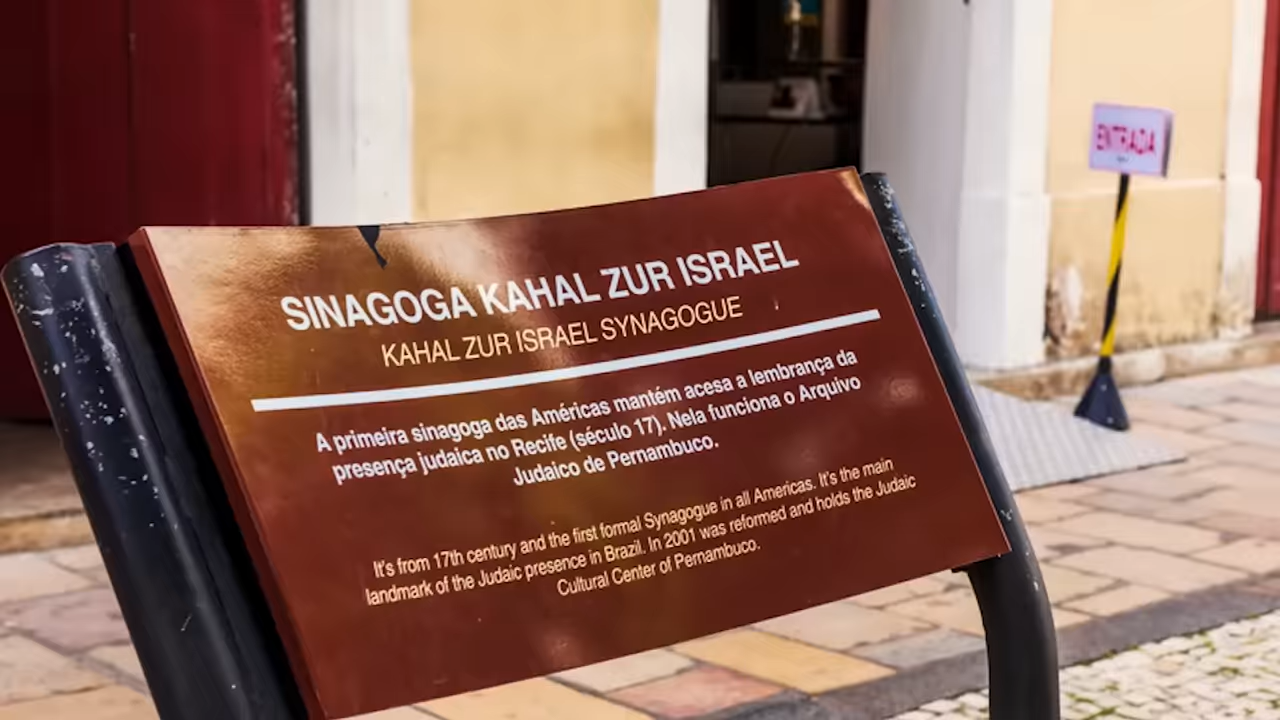 SINAGOGA KAHAL ZUR ISRAEL
KAHAL ZUR ISRAEL SYNAGOGUE
A primeira sinagoga das Américas mantém acesa a lembrança da
presença judaica no Recife (século 17). Nela funciona o Arquivo
Judaico de Pernambuco.
It's from 17th century and the first formal Synagogue in all Americas. It's the main
landmark of the Judaic presence in Brazil. In 2001 was reformed and holds the Judaic
Cultural Center of Pernambuco.
ENTRADA